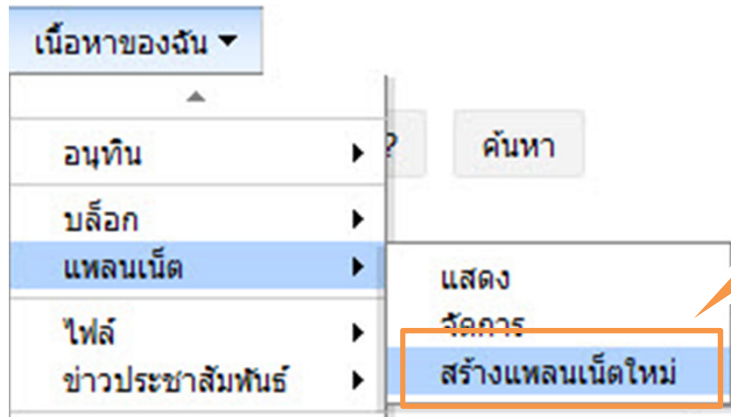 เนื้อหาของฉัน
? ค้นหา
อนุทิน
บล็อก
แพลนเน็ต
แสดง
จัดการ
ไฟล์
สร้างแพลนเน็ตใหม่
ข่าวประชาสัมพันธ์